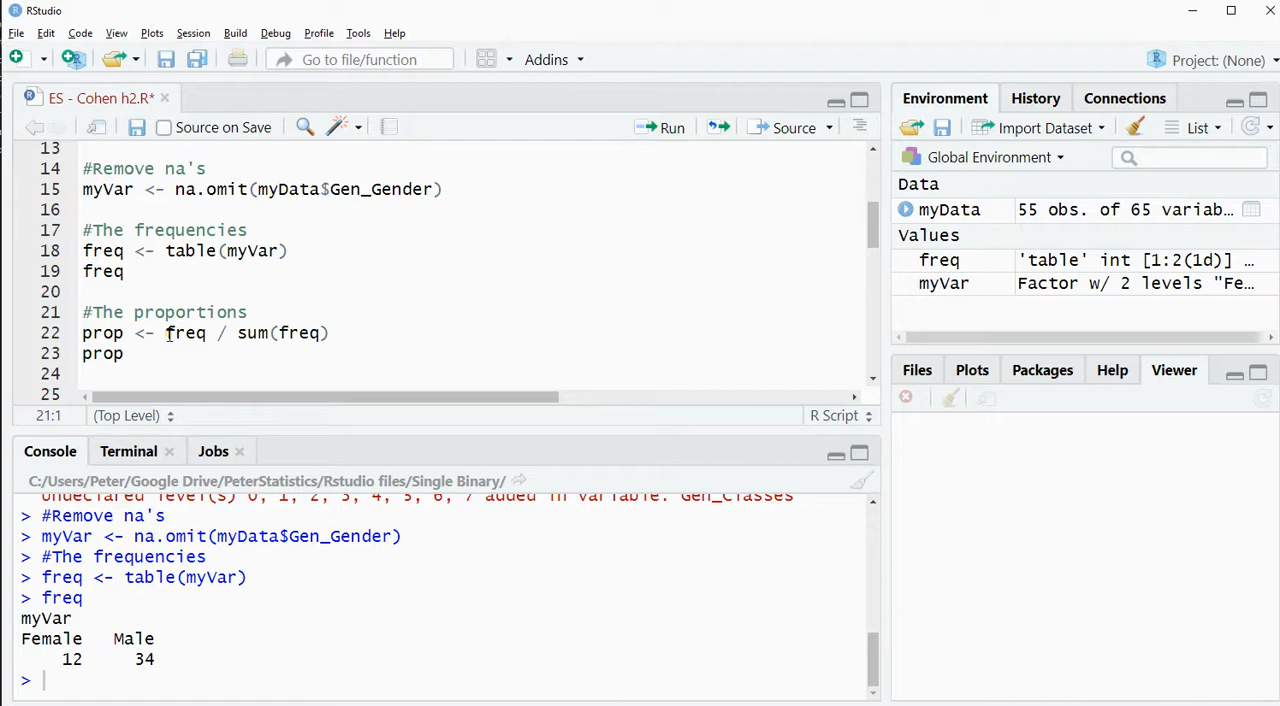 RStudio
File Edit Code View Plots Session Build Debug Profile Tools Help
Go to file/function Addins Project: (None)
ES - Cohen h2.R*
Source on Save Run Source
13
14 #Remove na's
15 myVar <- na.omit(myData$Gen_Gender)
16
17 #The frequencies
18 freq <- table(myVar)
19 freq
20
21 #The proportions
22 prop <- freq / sum(freq)
23 prop
24
25
21:1 (Top Level) R Script
Console Terminal Jobs
C:/Users/Peter/Google Drive/PeterStatistics/Rstudio files/Single Binary/
Undeclared level(s) 0, 1, 2, 3, 4, 5, 6, 7 added in variable: Gen_Classes
> #Remove na's
> myVar <- na.omit(myData$Gen_Gender)
> #The frequencies
> freq <- table(myVar)
> freq
myVar
Female Male
12 34
>
Environment History Connections
Import Dataset List
Global Environment
Data
myData 55 obs. of 65 variab…
Values
freq 'table' int [1:2(1d)] …
myVar Factor w/ 2 levels "Fe…
Files Plots Packages Help Viewer